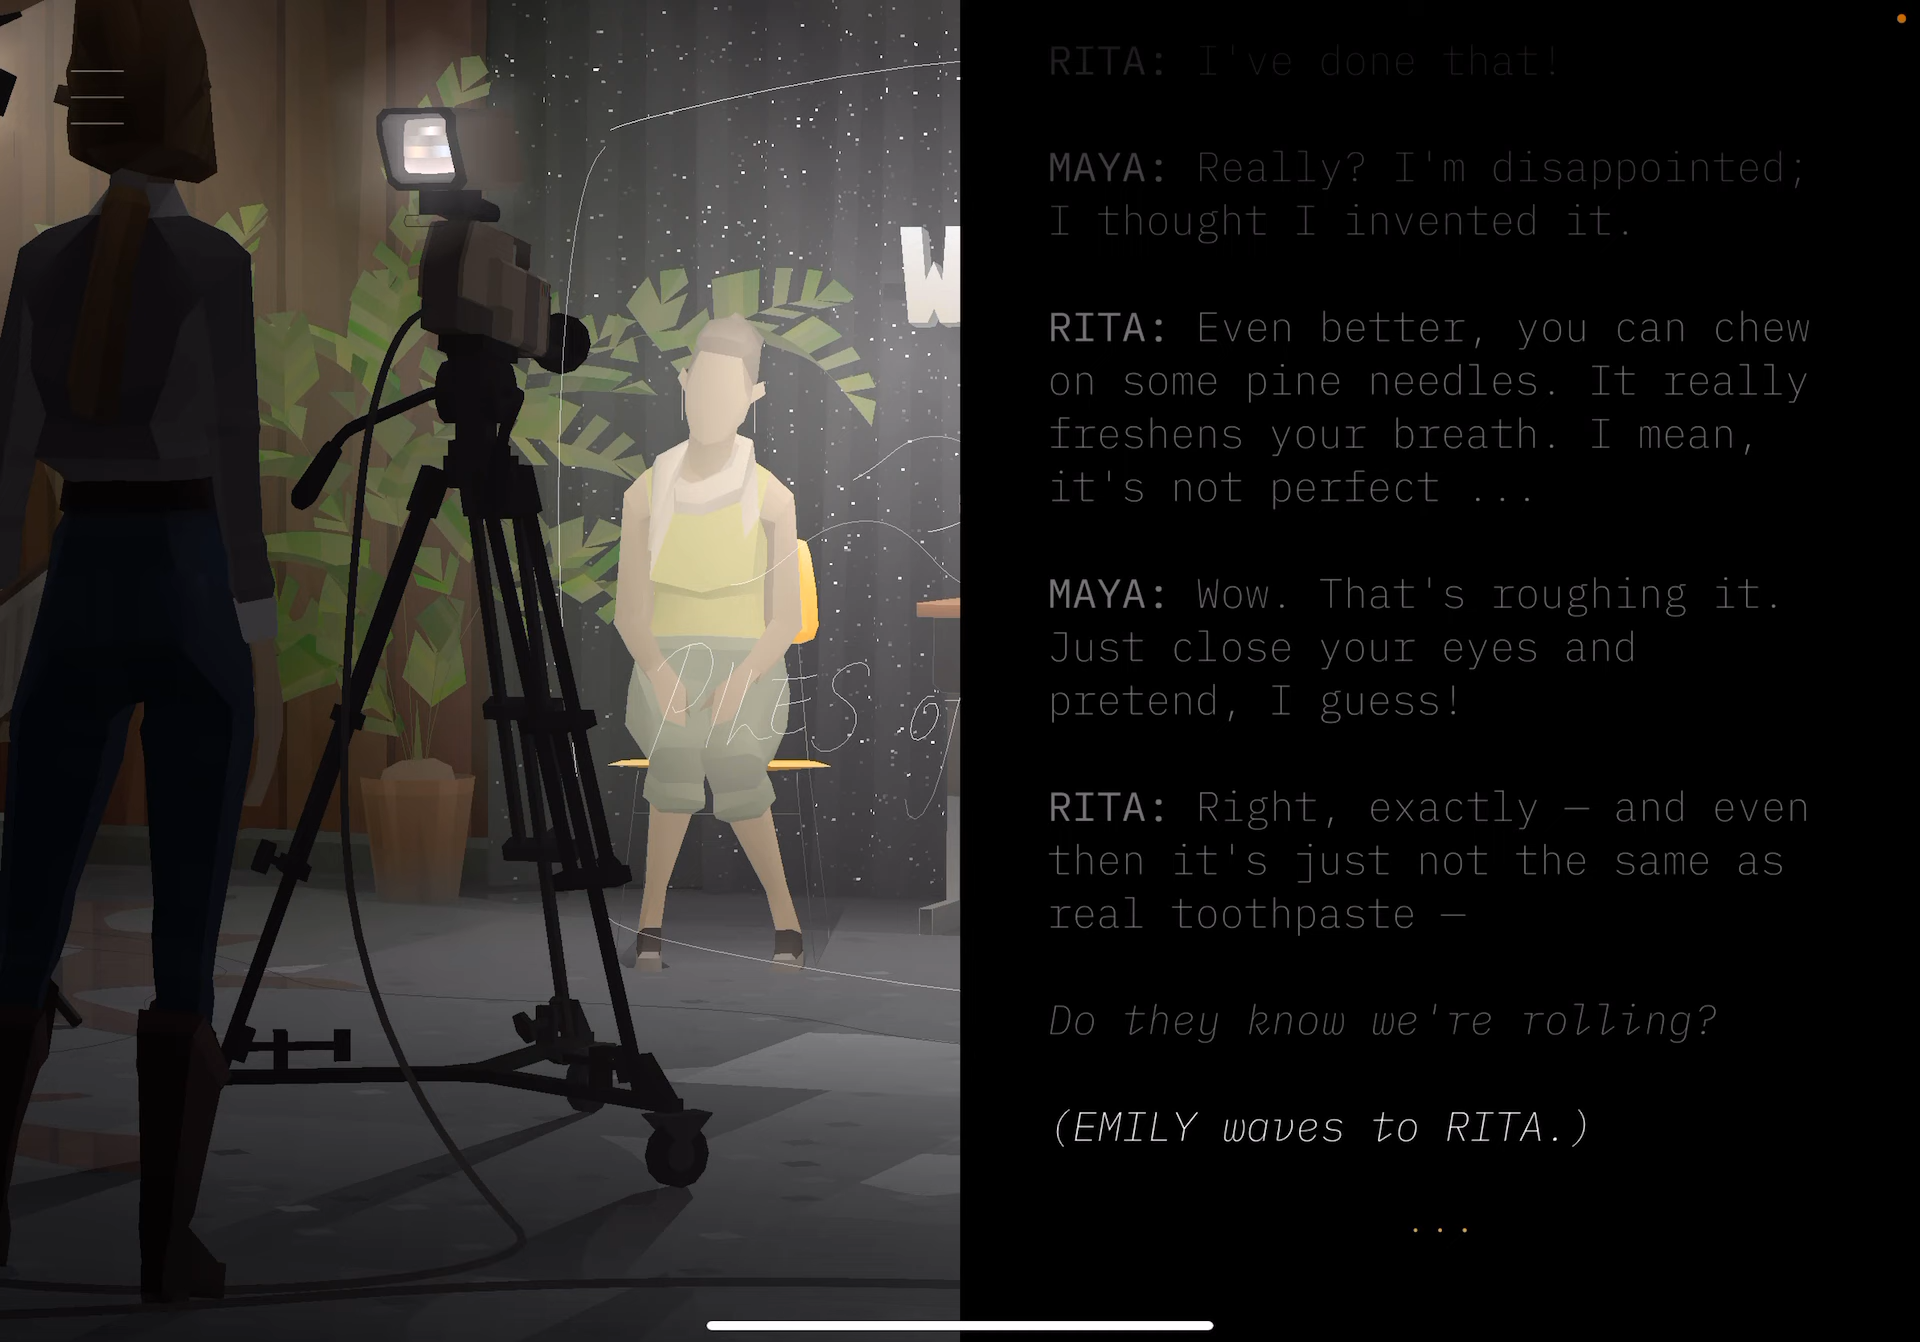 RITA: I've done that!
MAYA: Really? I'm disappointed;
I thought I invented it.
RITA: Even better, you can chew
on some pine needles. It really
freshens your breath. I mean,
it's not perfect ...
MAYA: Wow. That's roughing it.
Just close your eyes and
pretend, I guess!
RITA: Right, exactly — and even
then it's just not the same as
real toothpaste —
Do they know we're rolling?
(EMILY waves to RITA.)
...
W